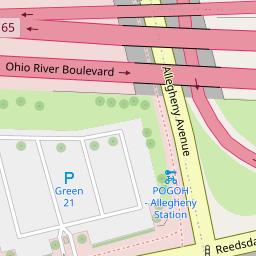 65
Ohio River Boulevard
Allegheny Avenue
P
Green
21
POGOH
- Allegheny
Station
Reedsda